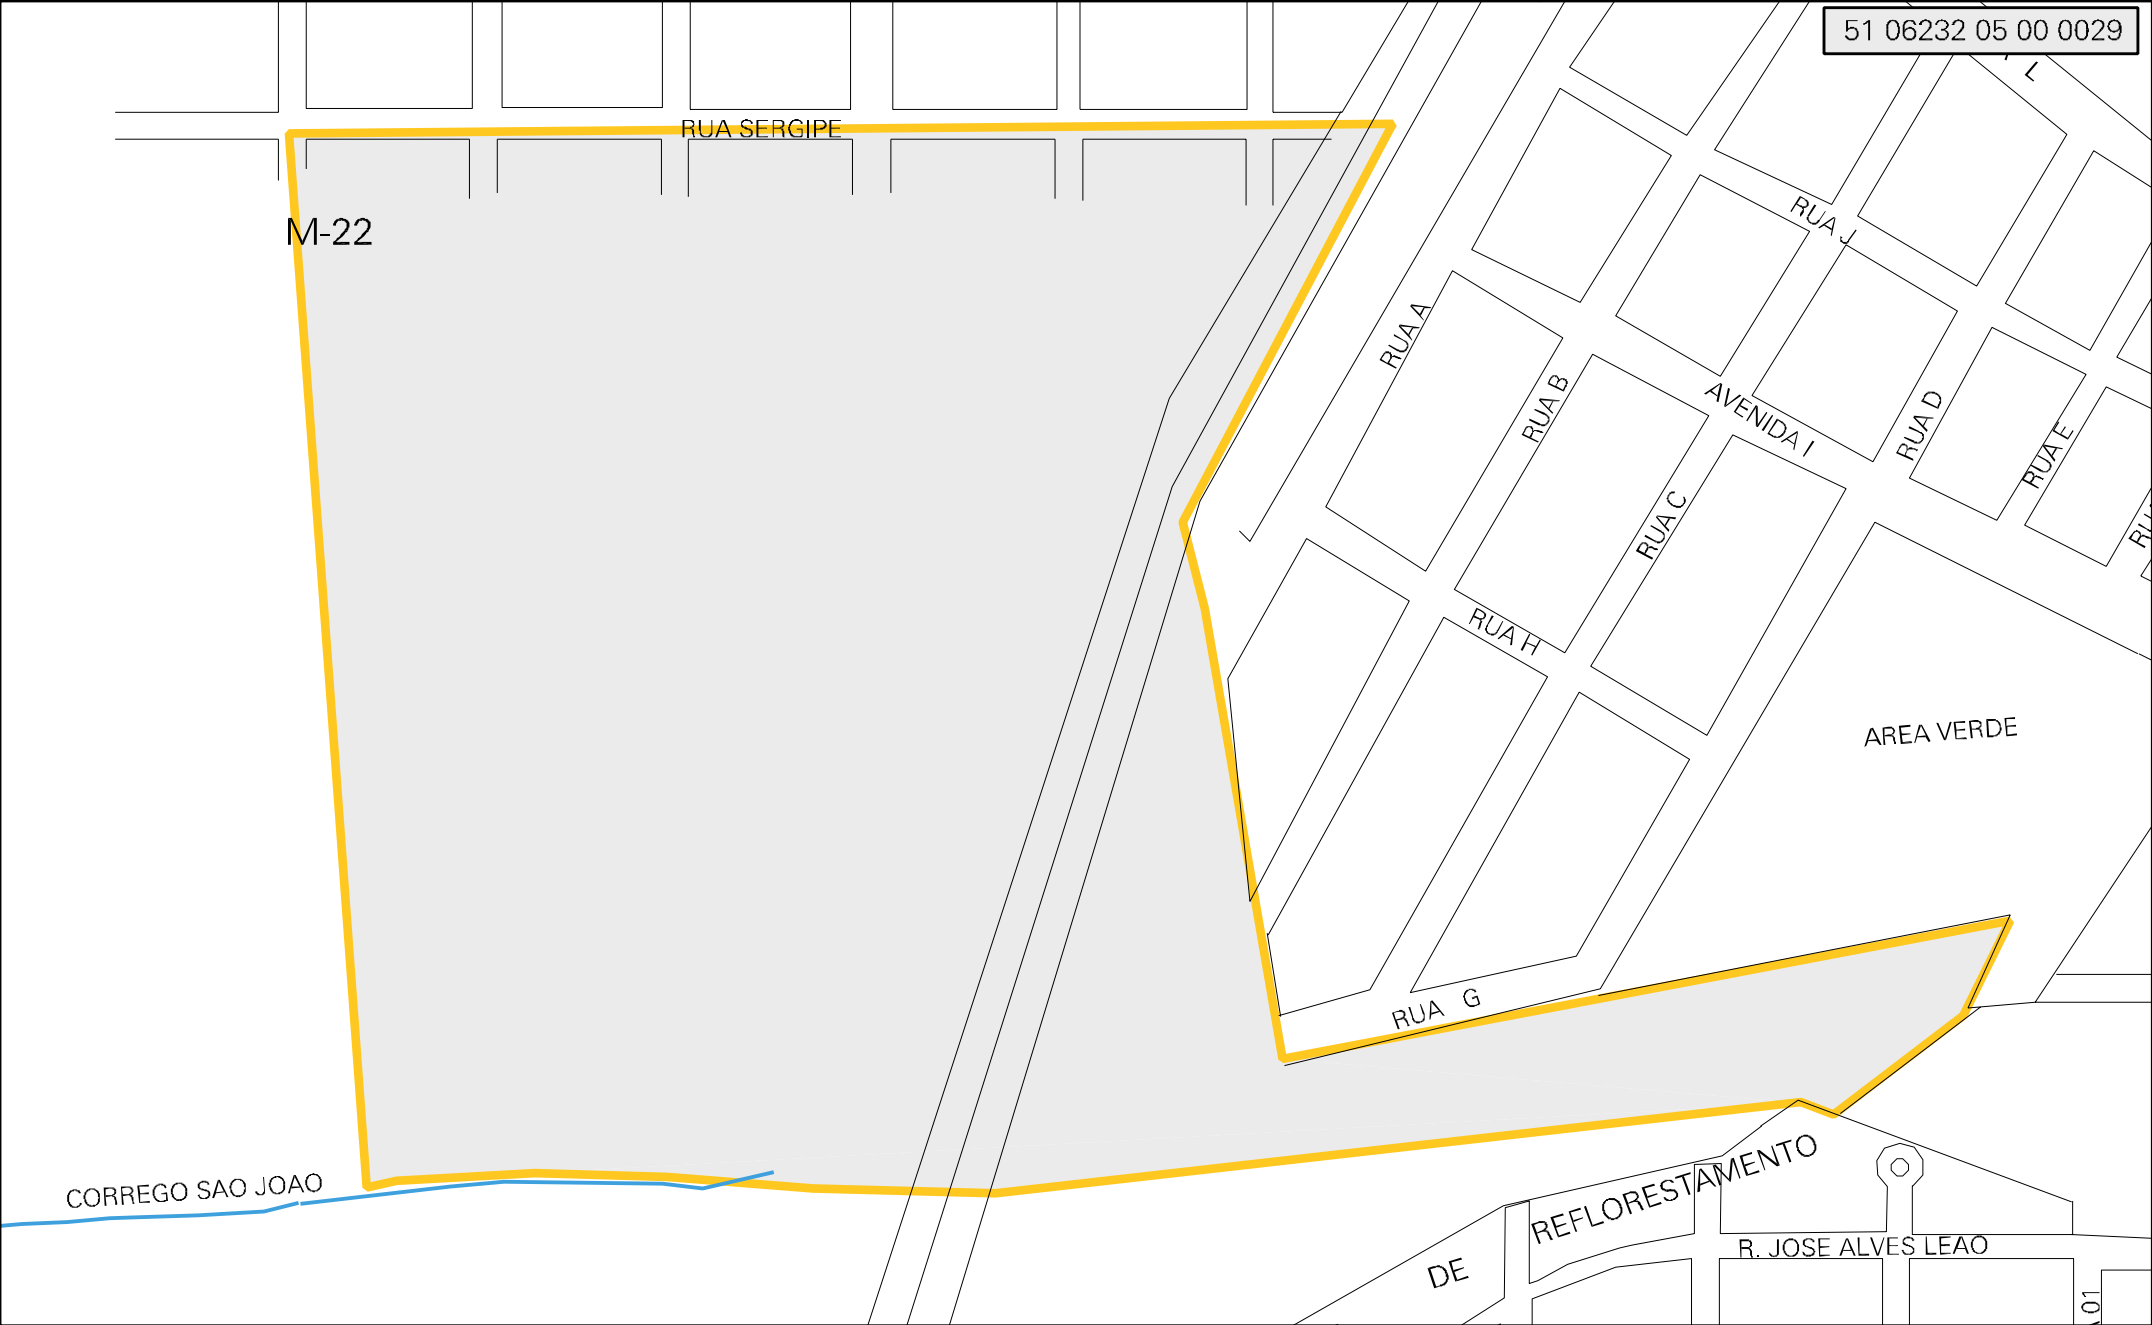 51 06232 05 00 0029
L
RUA SERGIPE
M-22
RUA J
RUA A
RUA B
AVENIDA I
RUA D
RUA E
RUA C
RUA H
AREA VERDE
RUA G
CORREGO SAO JOAO
DE REFLORESTAMENTO
R. JOSE ALVES LEAO
01